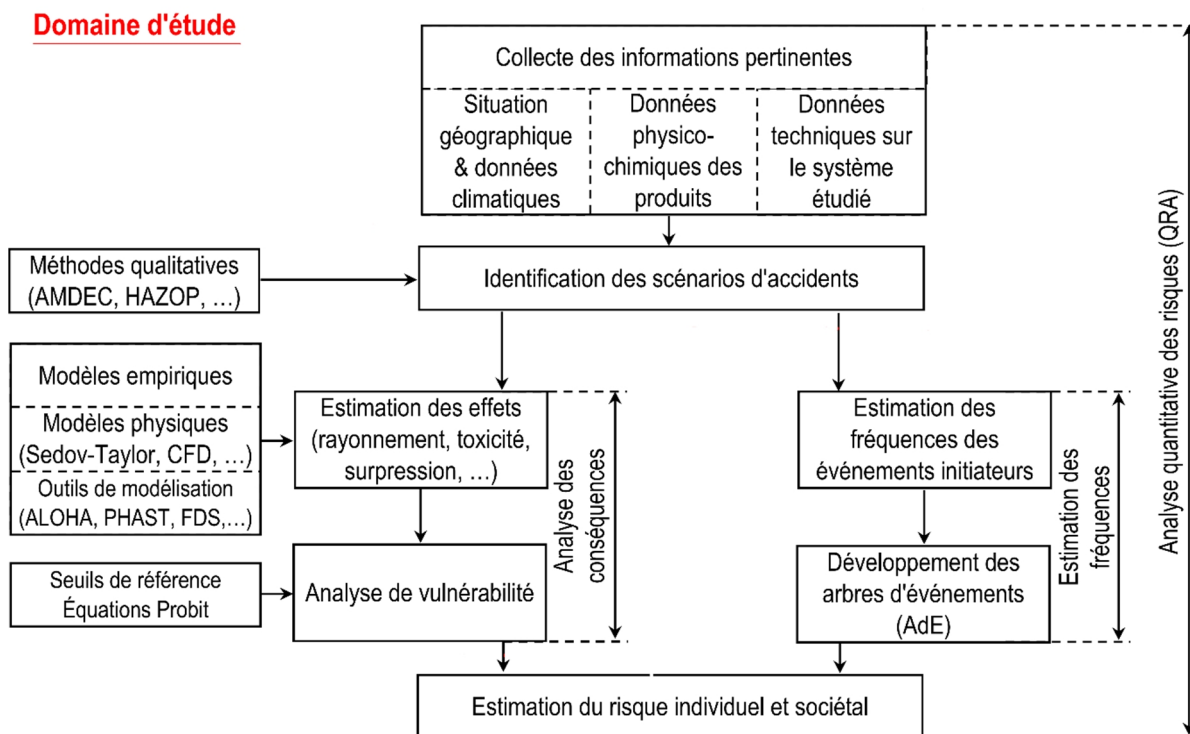 Domaine d'étude
Collecte des informations pertinentes
Situation
géographique
& données
climatiques
Données
physico-
chimiques des
produits
Données
techniques sur
le système
étudié
Méthodes qualitatives
(AMDEC, HAZOP, …)
Identification des scénarios d'accidents
Modèles empiriques
Modèles physiques
(Sedov-Taylor, CFD, …)
Outils de modélisation
(ALOHA, PHAST, FDS,…)
Estimation des effets
(rayonnement, toxicité,
surpression, …)
Analyse des
conséquences
Estimation des
fréquences des
événements initiateurs
Estimation des
fréquences
Seuils de référence
Équations Probit
Analyse de vulnérabilité
Développement des
arbres d'événements
(AdE)
Estimation du risque individuel et sociétal
Analyse quantitative des risques (QRA)